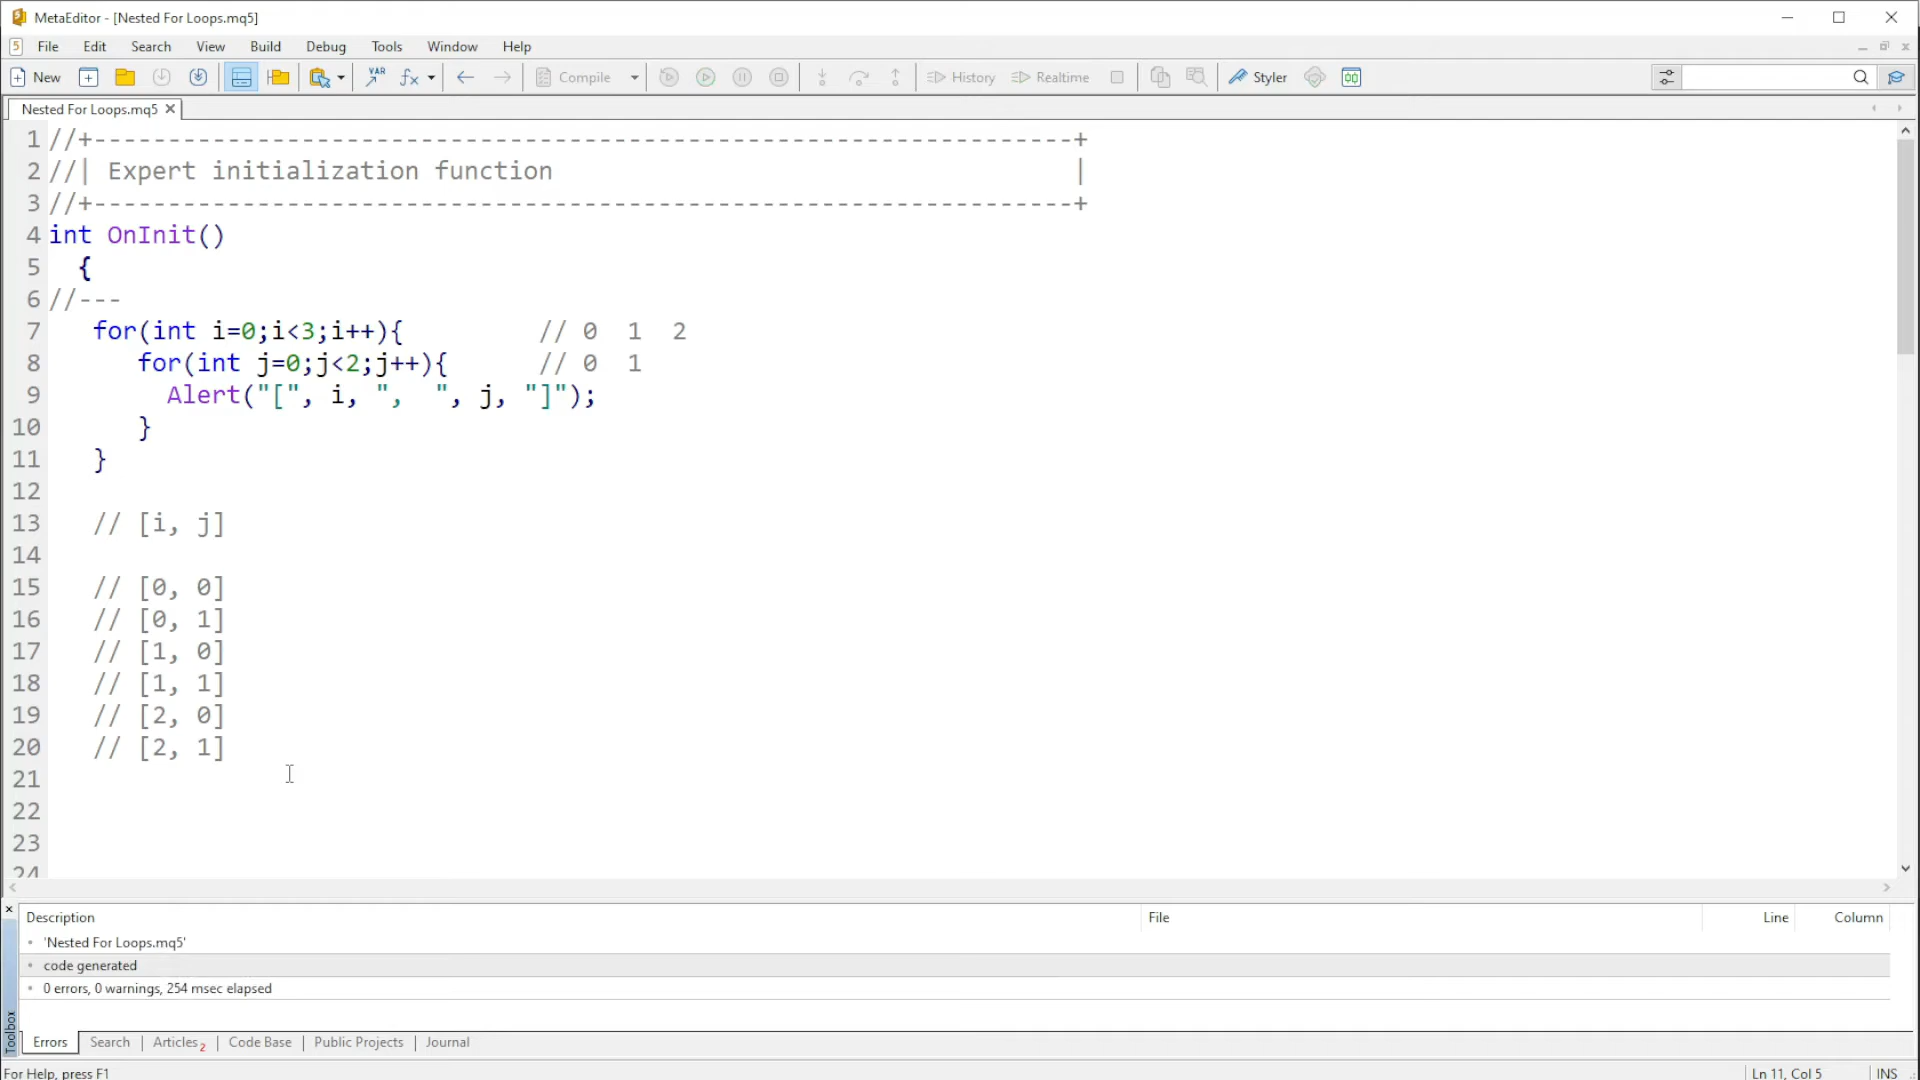 MetaEditor - [Nested For Loops.mq5]
5 File Edit Search View Build Debug Tools Window Help
New VAR fx Compile History Realtime Styler
Nested For Loops.mq5
1 //+-------------------------------------------------------------------+
2 //| Expert initialization function                                    |
3 //+-------------------------------------------------------------------+
4 int OnInit()
5   {
6 //---
7    for(int i=0;i<3;i++){         // 0  1  2
8       for(int j=0;j<2;j++){      // 0  1
9         Alert("[", i, ",  ", j, "]");
10       }
11    }
12
13    // [i, j]
14
15    // [0, 0]
16    // [0, 1]
17    // [1, 0]
18    // [1, 1]
19    // [2, 0]
20    // [2, 1]
21
22
23
24
Description File Line Column
'Nested For Loops.mq5'
code generated
0 errors, 0 warnings, 254 msec elapsed
Toolbox
Errors Search Articles 2 Code Base Public Projects Journal
For Help, press F1 Ln 11, Col 5 INS